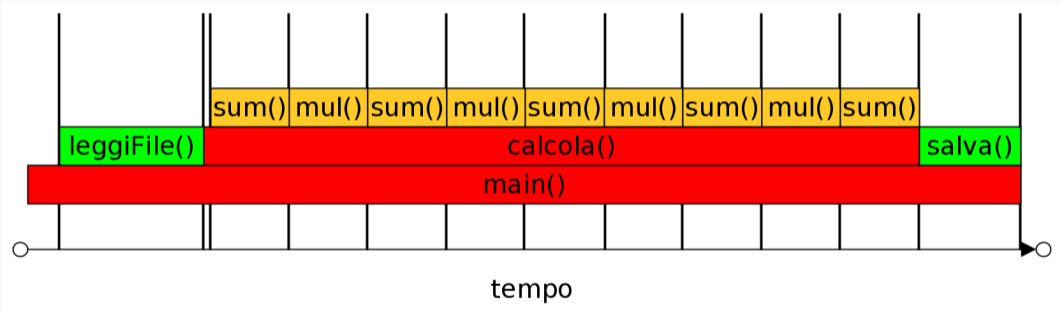 sum() mul() sum() mul() sum() mul() sum() mul() sum()
leggiFile() calcola() salva()
main()
tempo